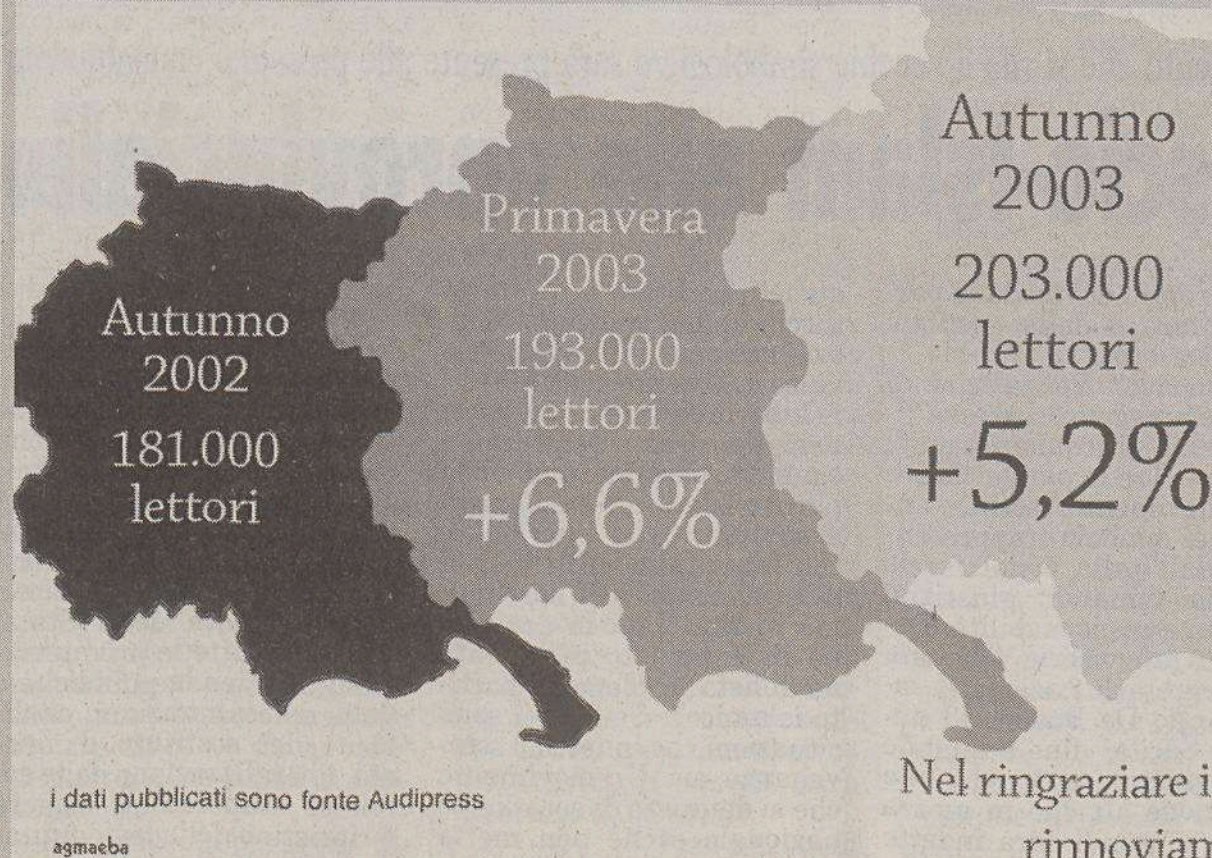 Autunno
2002
181.000
lettori
Primavera
2003
193.000
lettori
+6,6%
Autunno
2003
203.000
lettori
+5,2%
i dati pubblicati sono fonte Audipress
agmaeba
Nel ringraziare i
rinnoviam